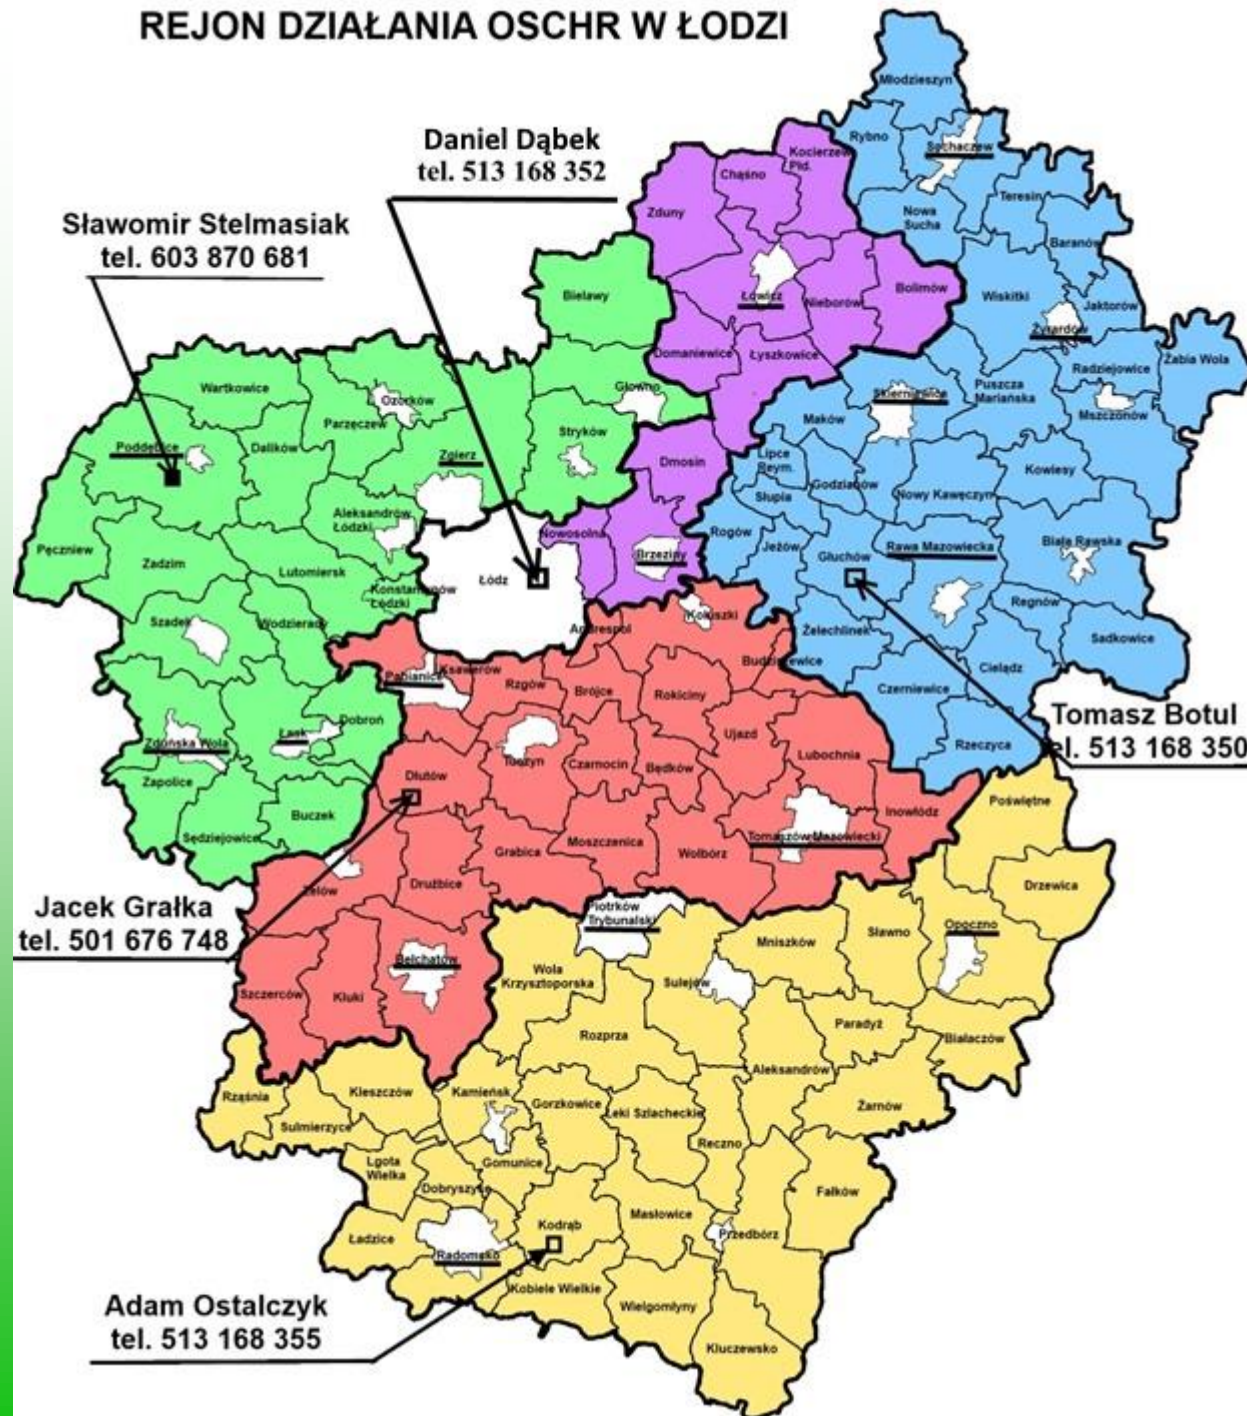 REJON DZIAŁANIA OSCHR W ŁODZI
Daniel Dąbek
tel. 513 168 352
Sławomir Stelmasiak
tel. 603 870 681
Młodzieszyn
Rybno
Sochaczew
Kocierzew
Płd.
Chąśno
Zduny
Teresin
Nowa
Sucha
Baranów
Bielawy
Łowicz
Nieborów
Bolimów
Wiskitki
Jaktorów
Żyrardów
Domaniewice
Łyszkowice
Radziejowice
Żabia Wola
Wartkowice
Ozorków
Głowno
Skierniewice
Puszcza
Mariańska
Mszczonów
Parzęczew
Maków
Stryków
Poddębice
Dalików
Zgierz
Dmosin
Lipce
Reym.
Godzianów
Kowiesy
Słupia
Nowy Kawęczyn
Aleksandrów
Łódzki
Nowosolna
Rogów
Pęczniew
Zadzim
Brzeziny
Jeżów
Głuchów
Rawa Mazowiecka
Biała Rawska
Lutomiersk
Łódź
Konstantynów
Łódzki
Regnów
Szadek
Wodzierady
Koluszki
Andrespol
Żelechlinek
Sadkowice
Pabianice
Ksawerów
Budziszewice
Cielądz
Rzgów
Brójce
Rokiciny
Czerniewice
Dobroń
Zduńska Wola
Łask
Ujazd
Tomasz Botul
tel. 513 168 350
Rzeczyca
Lubochnia
Zapolice
Dłutów
Tuszyn
Czarnocin
Będków
Poświętne
Buczek
Inowłódz
Sędziejowice
Moszczenica
Tomaszów Mazowiecki
Grabica
Wolbórz
Drużbice
Zelów
Drzewica
Jacek Grałka
tel. 501 676 748
Piotrków
Trybunalski
Sławno
Opoczno
Mniszków
Bełchatów
Wola
Krzysztoporska
Sulejów
Szczerców
Kluki
Rozprza
Paradyż
Białaczów
Aleksandrów
Rząśnia
Kleszczów
Kamieńsk
Gorzkowice
Łęki Szlacheckie
Żarnów
Sulmierzyce
Ręczno
Lgota
Wielka
Gomunice
Dobryszyce
Fałków
Masłowice
Ładzice
Kodrąb
Przedbórz
Radomsko
Kobiele Wielkie
Wielgomłyny
Adam Ostalczyk
tel. 513 168 355
Kluczewsko